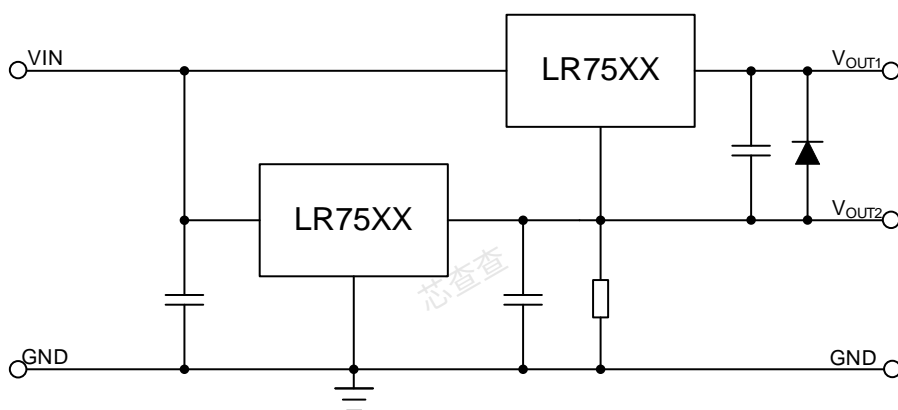 VIN
LR75XX
VOUT1
LR75XX
VOUT2
芯查查
GND
GND